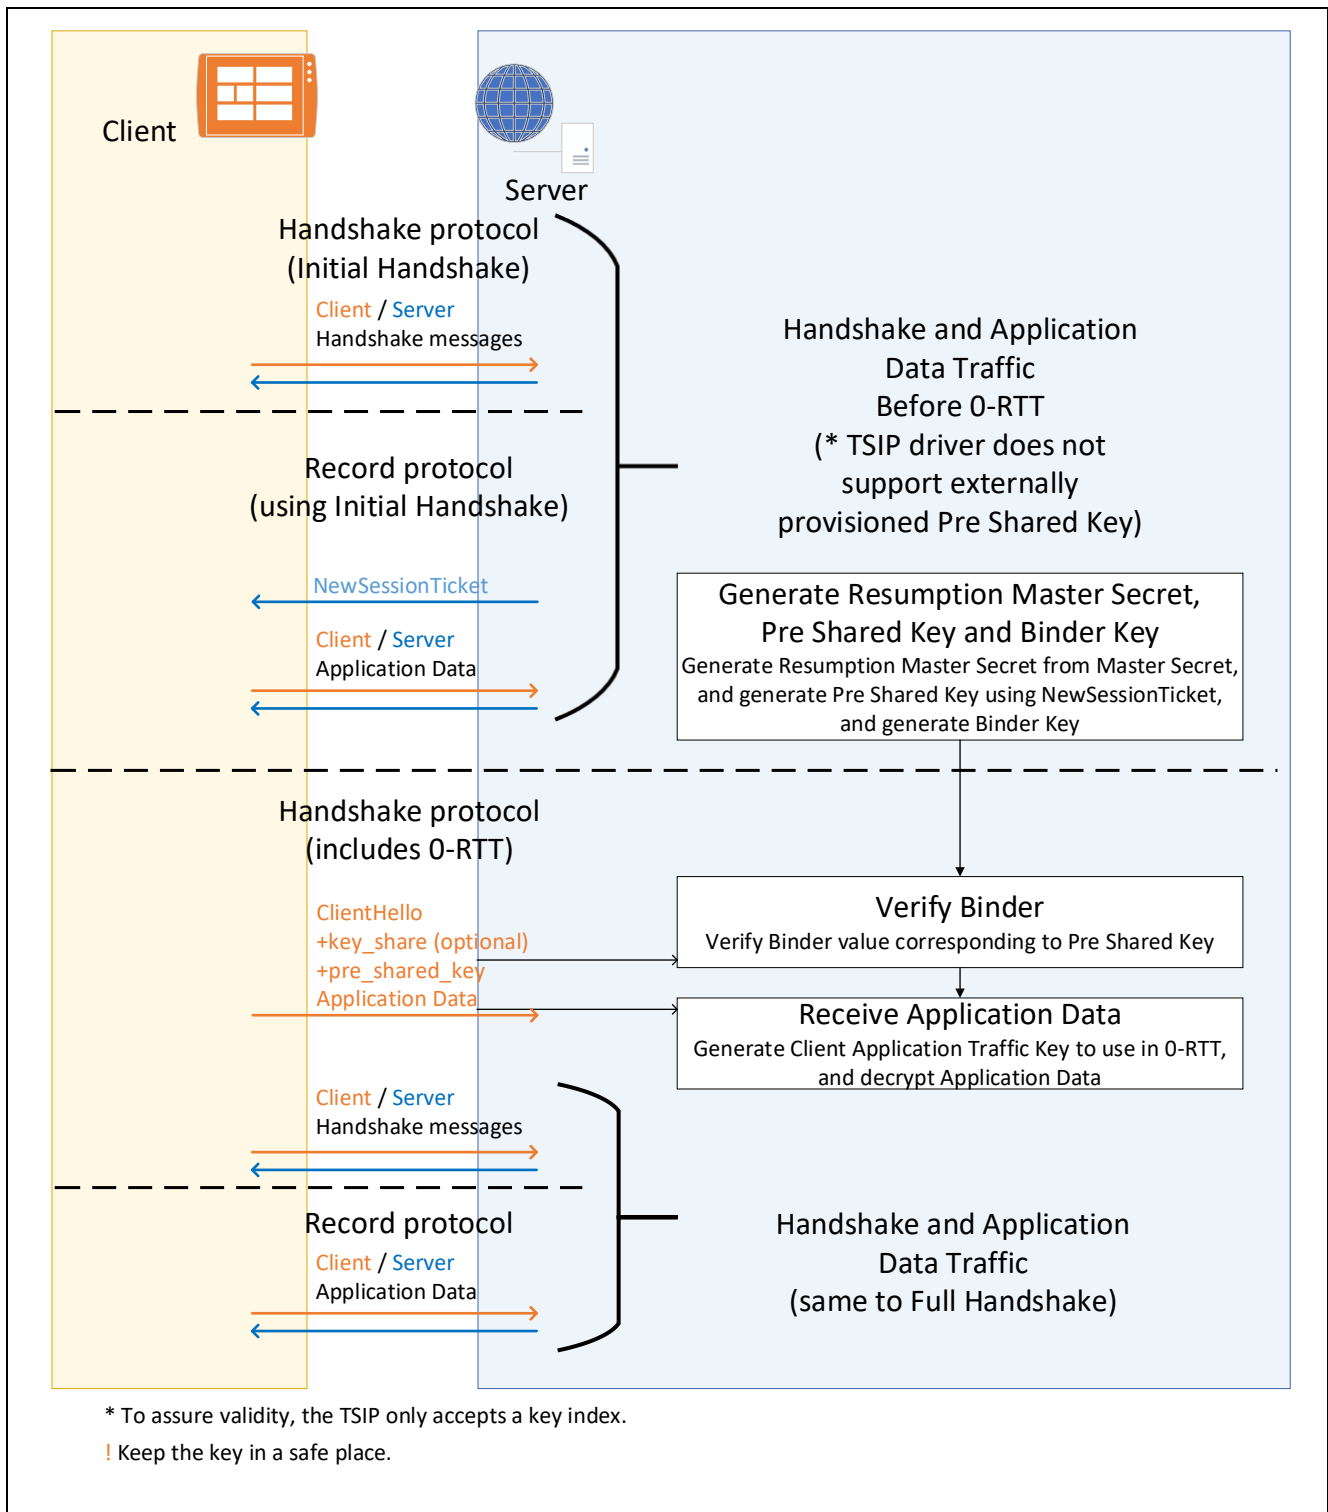 Client
Server
Handshake protocol
(Initial Handshake)
Client / Server
Handshake messages
Handshake and Application
Data Traffic
Before 0-RTT
(* TSIP driver does not
support externally
provisioned Pre Shared Key)
Record protocol
(using Initial Handshake)
NewSessionTicket
Client / Server
Application Data
Generate Resumption Master Secret,
Pre Shared Key and Binder Key
Generate Resumption Master Secret from Master Secret,
and generate Pre Shared Key using NewSessionTicket,
and generate Binder Key
Handshake protocol
(includes 0-RTT)
ClientHello
+key_share (optional)
+pre_shared_key
Application Data
Verify Binder
Verify Binder value corresponding to Pre Shared Key
Receive Application Data
Generate Client Application Traffic Key to use in 0-RTT,
and decrypt Application Data
Client / Server
Handshake messages
Record protocol
Client / Server
Application Data
Handshake and Application
Data Traffic
(same to Full Handshake)
* To assure validity, the TSIP only accepts a key index.
! Keep the key in a safe place.